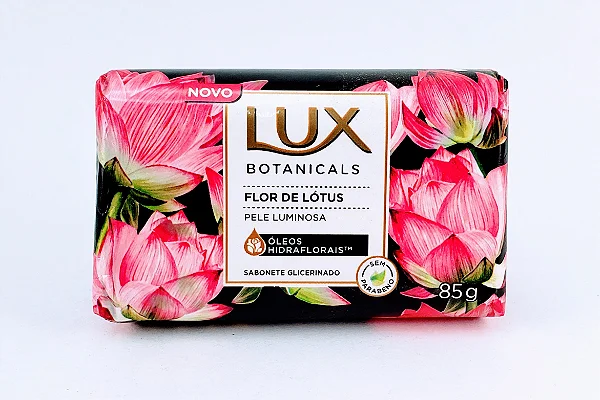 NOVO
LUX
BOTANICALS
FLOR DE LÓTUS
PELE LUMINOSA
ÓLEOS
HIDRAFLORAIS™
SABONETE GLICERINADO
SEM
PARABENO
85g